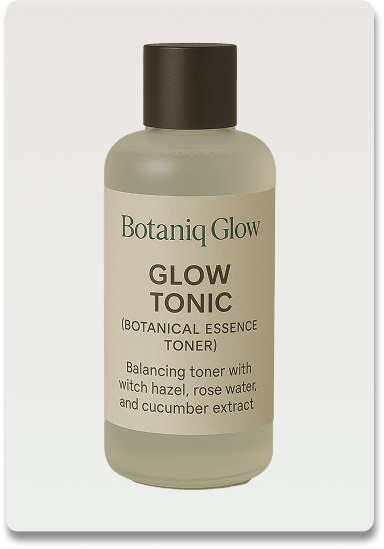 Botaniq Glow
GLOW
TONIC
(BOTANICAL ESSENCE
TONER)
Balancing toner with
witch hazel, rose water,
and cucumber extract